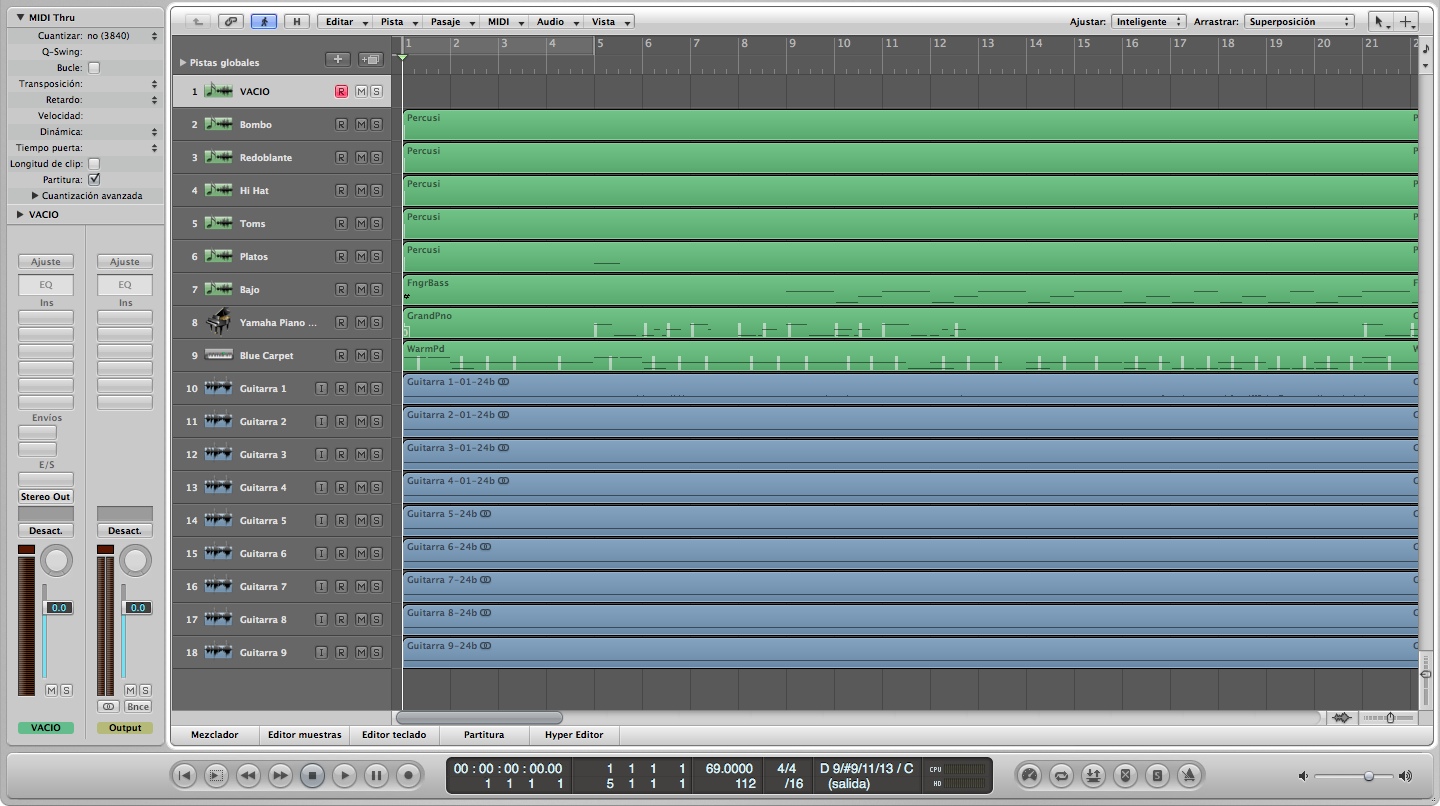 MIDI Thru
Cuantizar: no (3840)
Q-Swing:
Bucle:
Transposición:
Retardo:
Velocidad:
Dinámica:
Tiempo puerta:
Longitud de clip:
Partitura:
Cuantización avanzada
VACIO
Ajuste Ajuste
EQ EQ
Ins Ins
Envíos
E/S
Stereo Out
Desact. Desact.
0.0 0.0
M S M S
Bnce
VACIO Output
H Editar Pista Pasaje MIDI Audio Vista Ajustar: Inteligente Arrastrar: Superposición
1 2 3 4 5 6 7 8 9 10 11 12 13 14 15 16 17 18 19 20 21
Pistas globales
1 VACIO R M S
2 Bombo R M S Percusi
3 Redoblante R M S Percusi
4 Hi Hat R M S Percusi
5 Toms R M S Percusi
6 Platos R M S Percusi
7 Bajo R M S FngrBass
8 Yamaha Piano ... R M S GrandPno
9 Blue Carpet R M S WarmPd
10 Guitarra 1 I R M S Guitarra 1-01-24b
11 Guitarra 2 I R M S Guitarra 2-01-24b
12 Guitarra 3 I R M S Guitarra 3-01-24b
13 Guitarra 4 I R M S Guitarra 4-01-24b
14 Guitarra 5 I R M S Guitarra 5-24b
15 Guitarra 6 I R M S Guitarra 6-24b
16 Guitarra 7 I R M S Guitarra 7-24b
17 Guitarra 8 I R M S Guitarra 8-24b
18 Guitarra 9 I R M S Guitarra 9-24b
Mezclador Editor muestras Editor teclado Partitura Hyper Editor
00 : 00 : 00 : 00.00 1 1 1 1 69.0000 4/4 D 9/#9/11/13 / C CPU
1 1 1 1 5 1 1 1 112 /16 (salida) HD
S